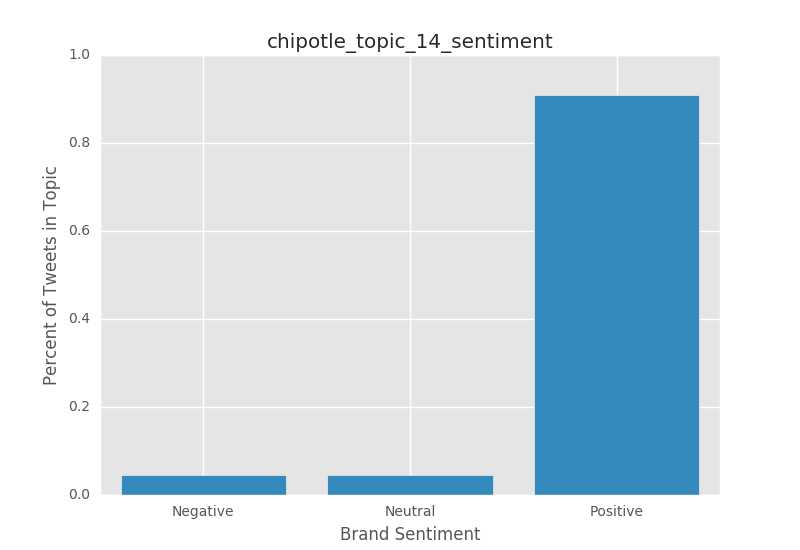 chipotle_topic_14_sentiment
1.0
0.8
0.6
0.4
0.2
0.0
Percent of Tweets in Topic
Negative Neutral Positive
Brand Sentiment